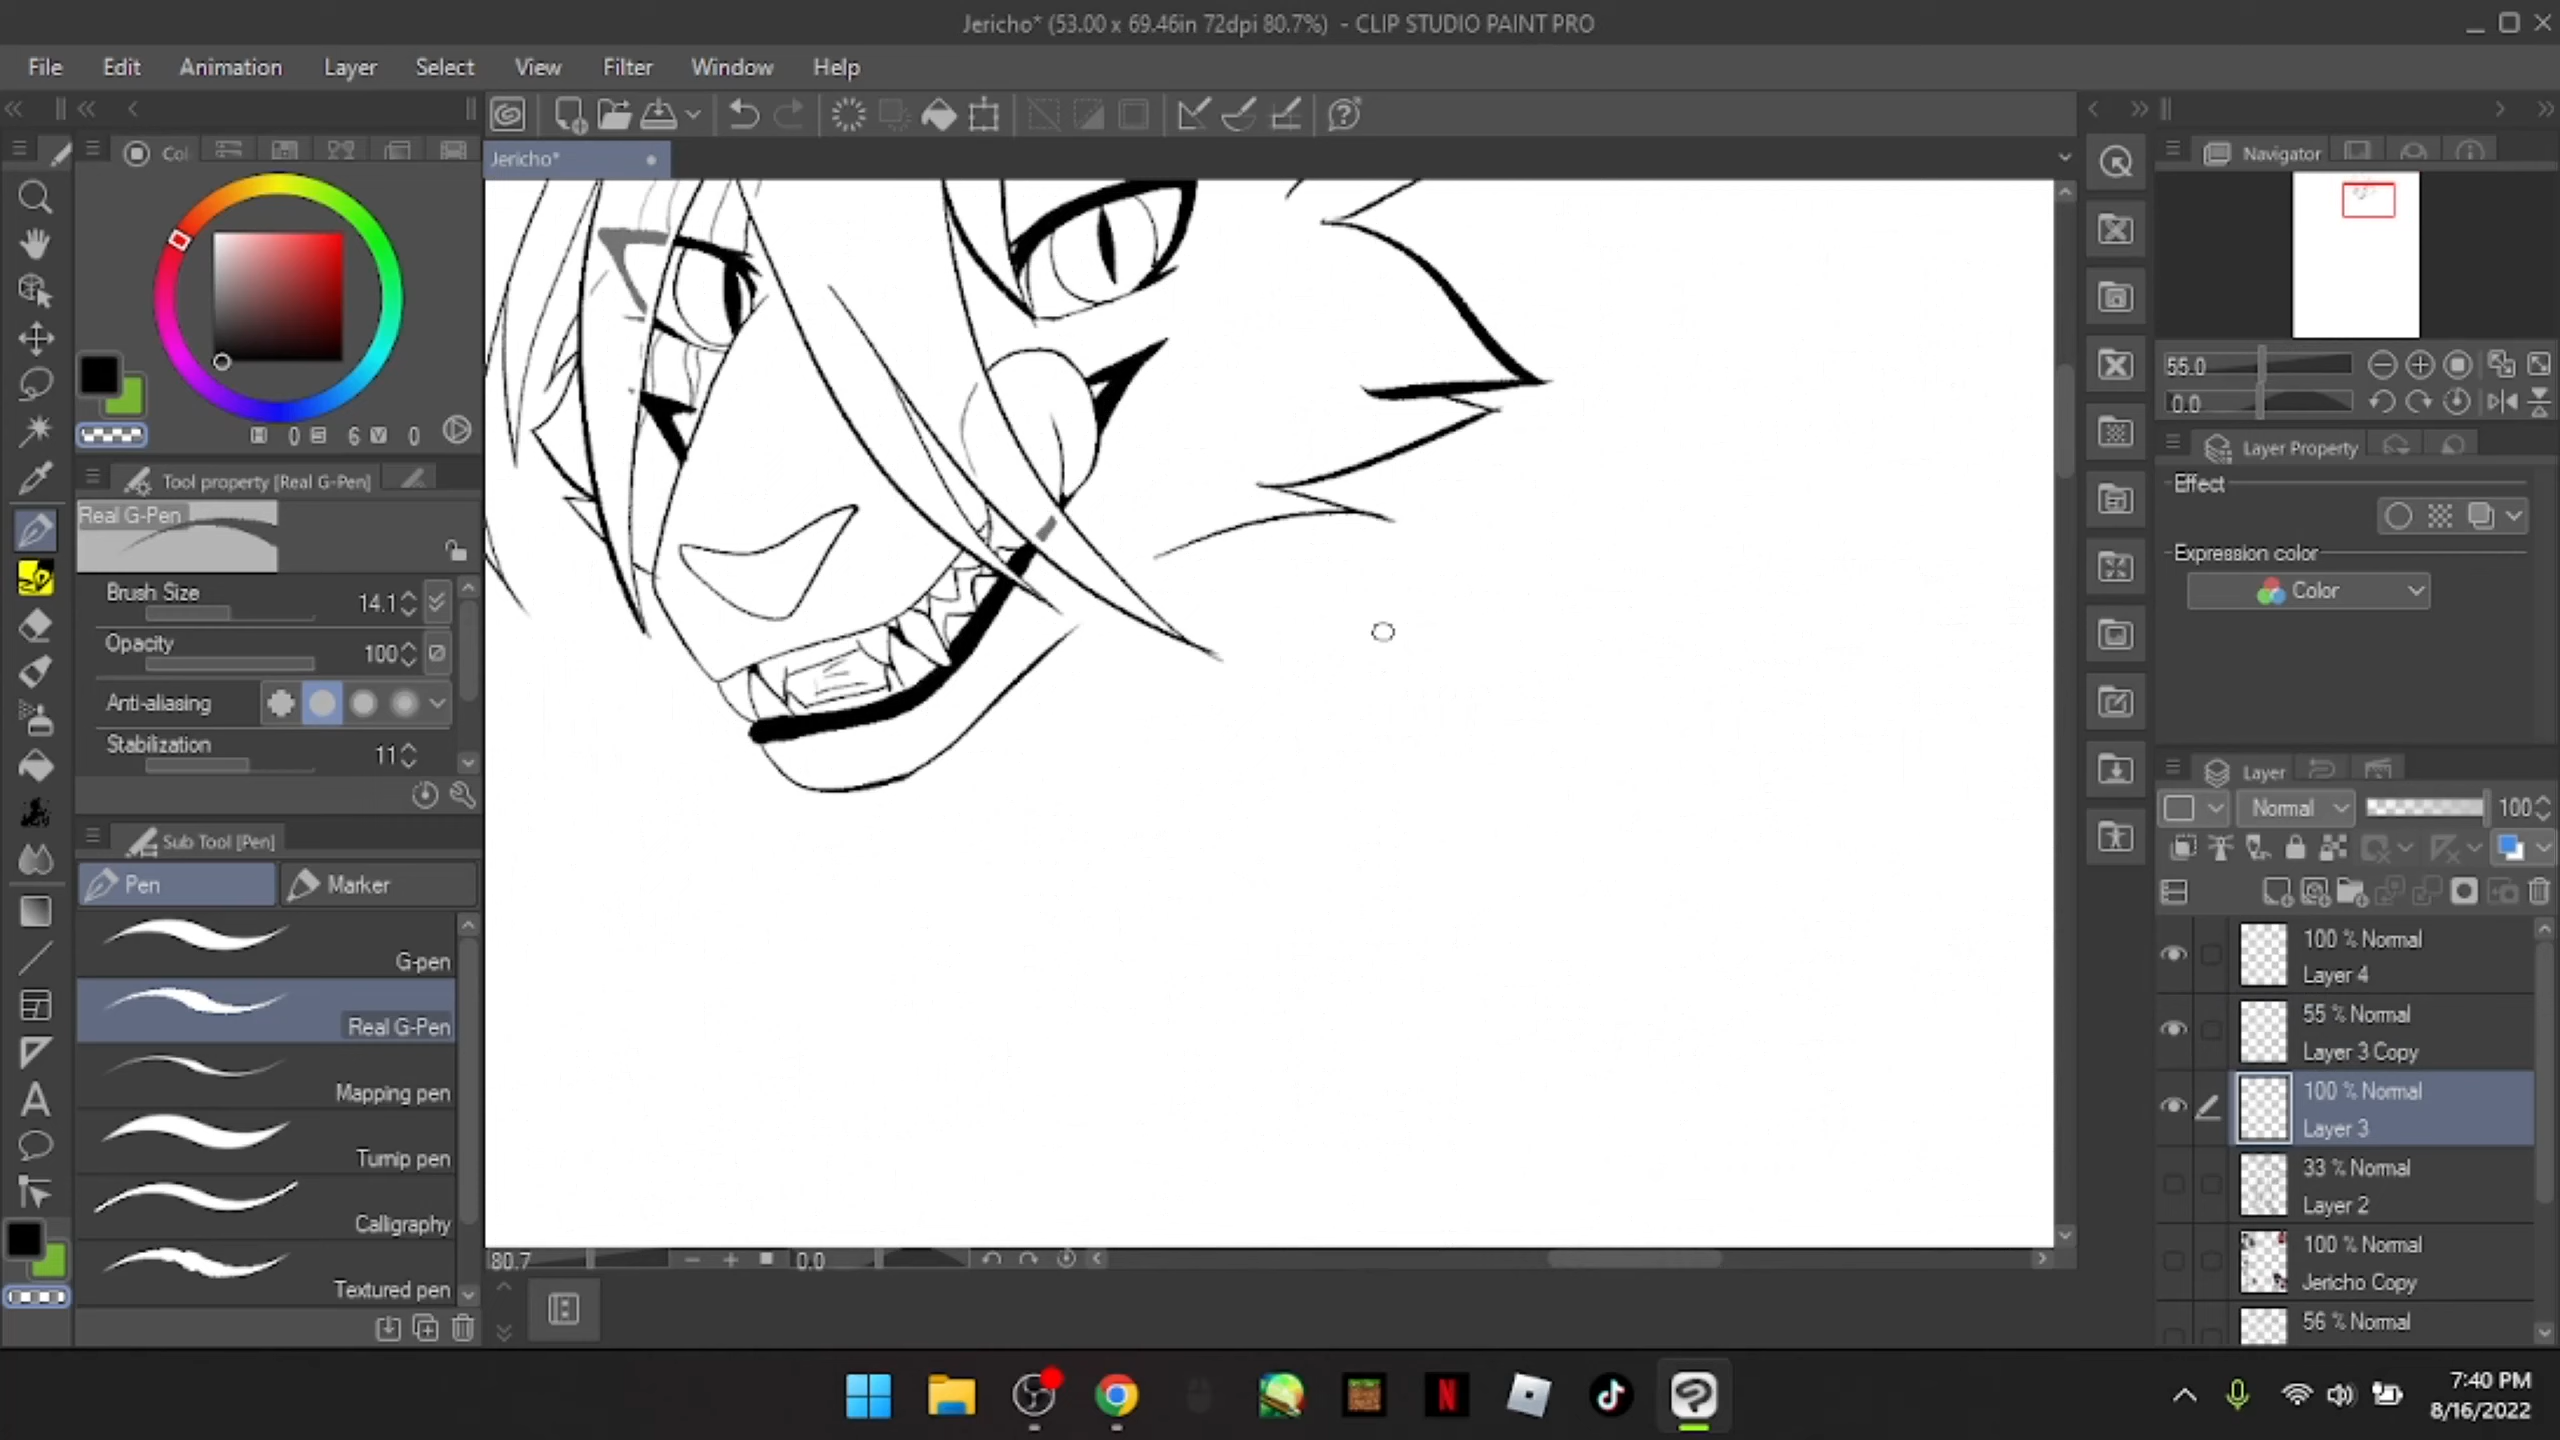 Jericho* (53.00 x 69.46in 72dpi 80.7%) - CLIP STUDIO PAINT PRO
File Edit Animation Layer Select View Filter Window Help
Col
Jericho*
Navigator
H 0 S 6 V 0
55.0
0.0
Tool property [Real G-Pen]
Real G-Pen
Brush Size 14.1
Opacity 100
Anti-aliasing
Stabilization 11
Layer Property
Effect
Expression color
Color
Sub Tool [Pen]
Pen Marker
G-pen
Real G-Pen
Mapping pen
Turnip pen
Calligraphy
Textured pen
Layer
Normal 100
100 % Normal
Layer 4
55 % Normal
Layer 3 Copy
100 % Normal
Layer 3
33 % Normal
Layer 2
100 % Normal
Jericho Copy
56 % Normal
80.7 0.0
7:40 PM
8/16/2022